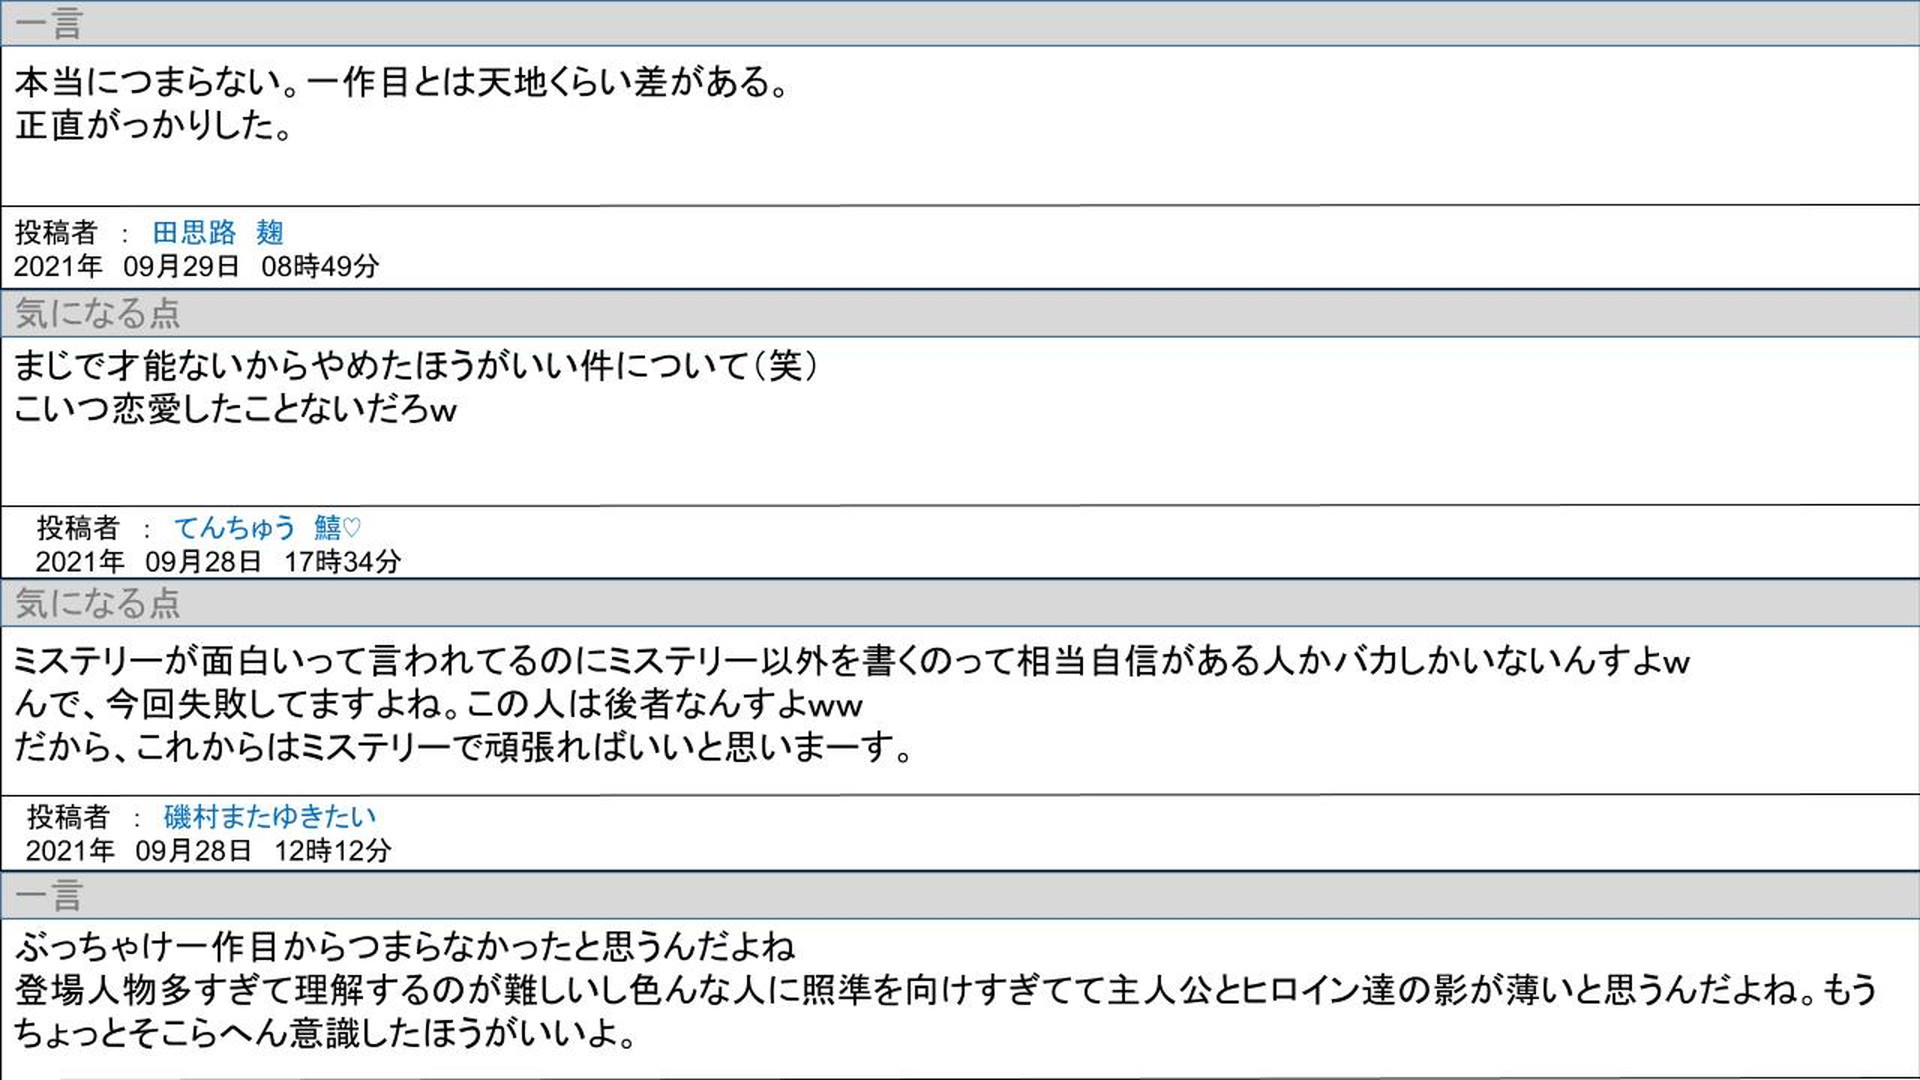 一言
本当につまらない。一作目とは天地くらい差がある。
正直がっかりした。
投稿者　：　田思路　麹
2021年　09月29日　08時49分
気になる点
まじで才能ないからやめたほうがいい件について（笑）
こいつ恋愛したことないだろw
投稿者　：　てんちゅう　鱚♡
2021年　09月28日　17時34分
気になる点
ミステリーが面白いって言われてるのにミステリー以外を書くのって相当自信がある人かバカしかいないんすよw
んで、今回失敗してますよね。この人は後者なんすよww
だから、これからはミステリーで頑張ればいいと思いまーす。
投稿者　：　磯村またゆきたい
2021年　09月28日　12時12分
一言
ぶっちゃけ一作目からつまらなかったと思うんだよね
登場人物多すぎて理解するのが難しいし色んな人に照準を向けすぎてて主人公とヒロイン達の影が薄いと思うんだよね。もう
ちょっとそこらへん意識したほうがいいよ。